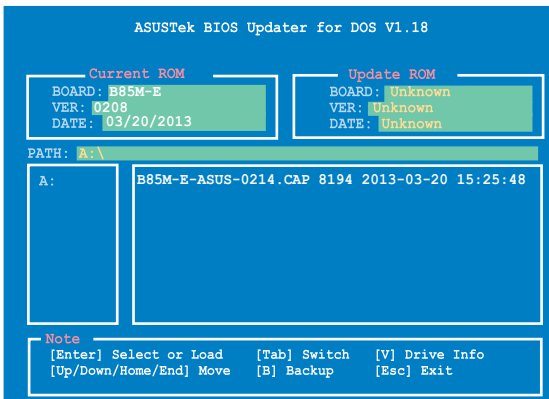 ASUSTek BIOS Updater for DOS V1.18
Current ROM
BOARD: B85M-E
VER: 0208
DATE: 03/20/2013
Update ROM
BOARD: Unknown
VER: Unknown
DATE: Unknown
PATH: A:\
A:
B85M-E-ASUS-0214.CAP 8194 2013-03-20 15:25:48
Note
[Enter] Select or Load [Tab] Switch [V] Drive Info
[Up/Down/Home/End] Move [B] Backup [Esc] Exit